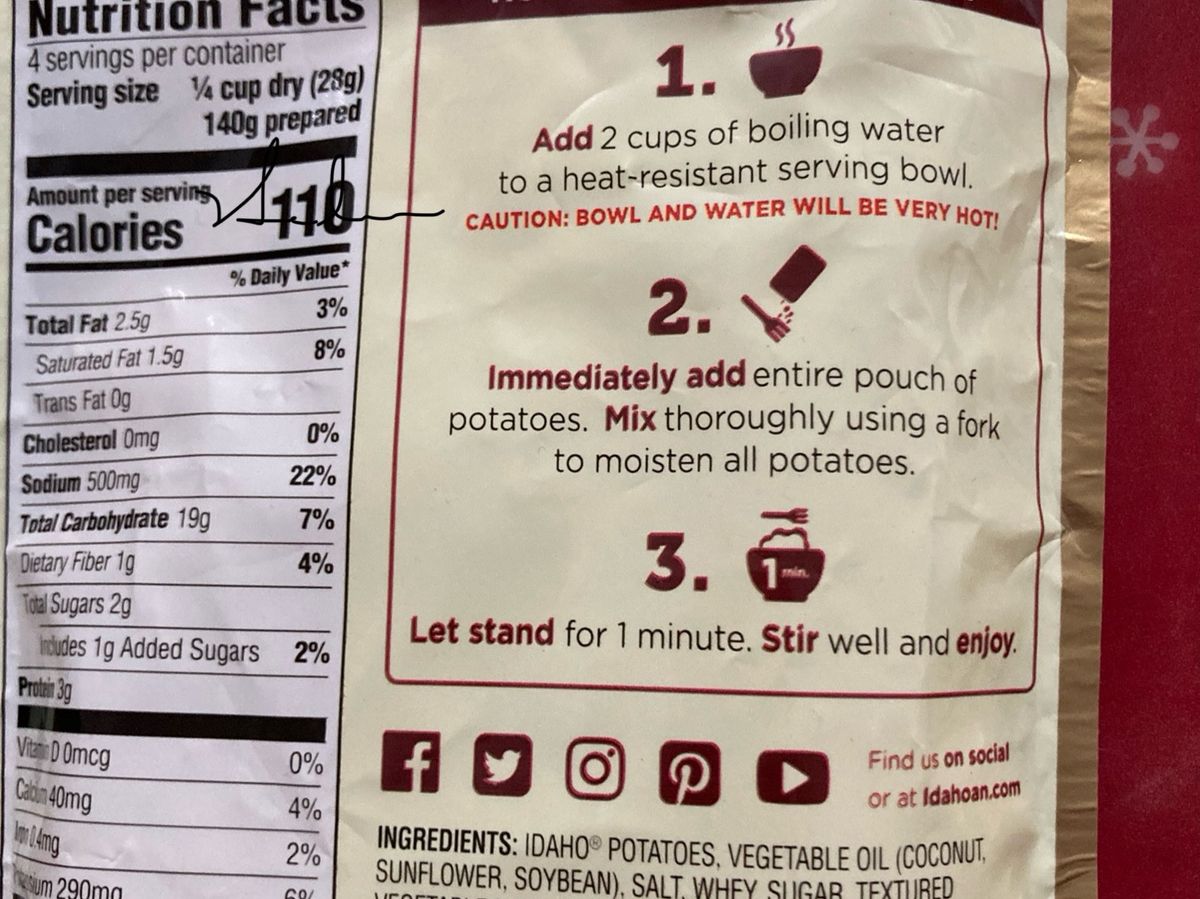 Nutrition Facts
4 servings per container
Serving size ¼ cup dry (28g)
140g prepared
Amount per serving
Calories 110
% Daily Value*
Total Fat 2.5g 3%
Saturated Fat 1.5g 8%
Trans Fat 0g
Cholesterol 0mg 0%
Sodium 500mg 22%
Total Carbohydrate 19g 7%
Dietary Fiber 1g 4%
Total Sugars 2g
Includes 1g Added Sugars 2%
Protein 3g
Vitamin D 0mcg 0%
Calcium 40mg 4%
Iron 0.4mg 2%
290mg 6%
1.
Add 2 cups of boiling water
to a heat-resistant serving bowl.
CAUTION: BOWL AND WATER WILL BE VERY HOT!
2.
Immediately add entire pouch of
potatoes. Mix thoroughly using a fork
to moisten all potatoes.
3.
1 min.
Let stand for 1 minute. Stir well and enjoy.
Find us on social
or at Idahoan.com
INGREDIENTS: IDAHO® POTATOES, VEGETABLE OIL (COCONUT,
SUNFLOWER, SOYBEAN), SALT, WHEY, SUGAR, TEXTURED